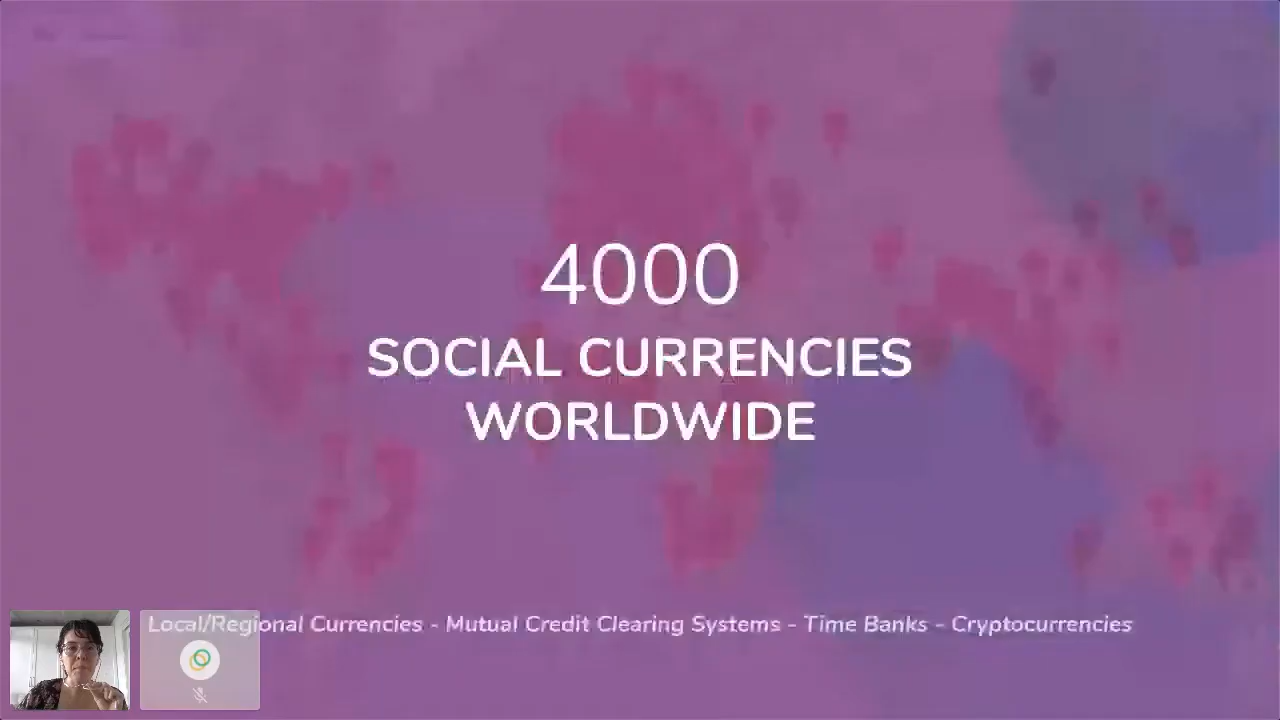 4000
SOCIAL CURRENCIES
WORLDWIDE
Local/Regional Currencies - Mutual Credit Clearing Systems - Time Banks - Cryptocurrencies